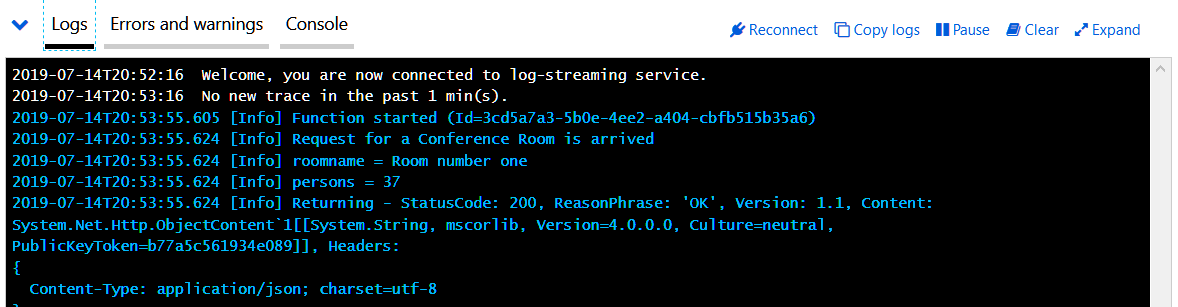 Logs Errors and warnings Console Reconnect Copy logs Pause Clear Expand
2019-07-14T20:52:16  Welcome, you are now connected to log-streaming service.
2019-07-14T20:53:16  No new trace in the past 1 min(s).
2019-07-14T20:53:55.605 [Info] Function started (Id=3cd5a7a3-5b0e-4ee2-a404-cbfb515b35a6)
2019-07-14T20:53:55.624 [Info] Request for a Conference Room is arrived
2019-07-14T20:53:55.624 [Info] roomname = Room number one
2019-07-14T20:53:55.624 [Info] persons = 37
2019-07-14T20:53:55.624 [Info] Returning - StatusCode: 200, ReasonPhrase: 'OK', Version: 1.1, Content:
System.Net.Http.ObjectContent`1[[System.String, mscorlib, Version=4.0.0.0, Culture=neutral,
PublicKeyToken=b77a5c561934e089]], Headers:
{
  Content-Type: application/json; charset=utf-8
}